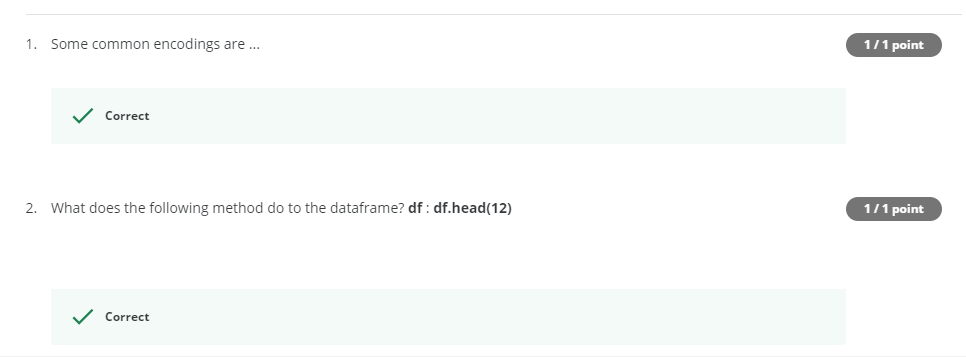 1. Some common encodings are ... 1 / 1 point
Correct
2. What does the following method do to the dataframe? df : df.head(12) 1 / 1 point
Correct